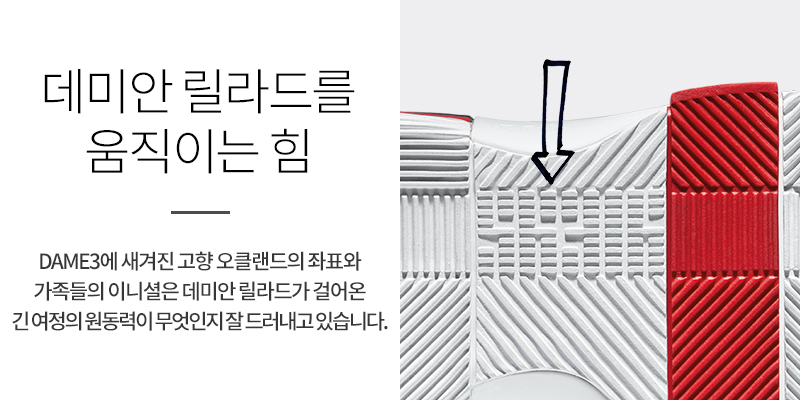 데미안 릴라드를
움직이는 힘
DAME3에 새겨진 고향 오클랜드의 좌표와
가족들의 이니셜은 데미안 릴라드가 걸어온
긴 여정의 원동력이 무엇인지 잘 드러내고 있습니다.